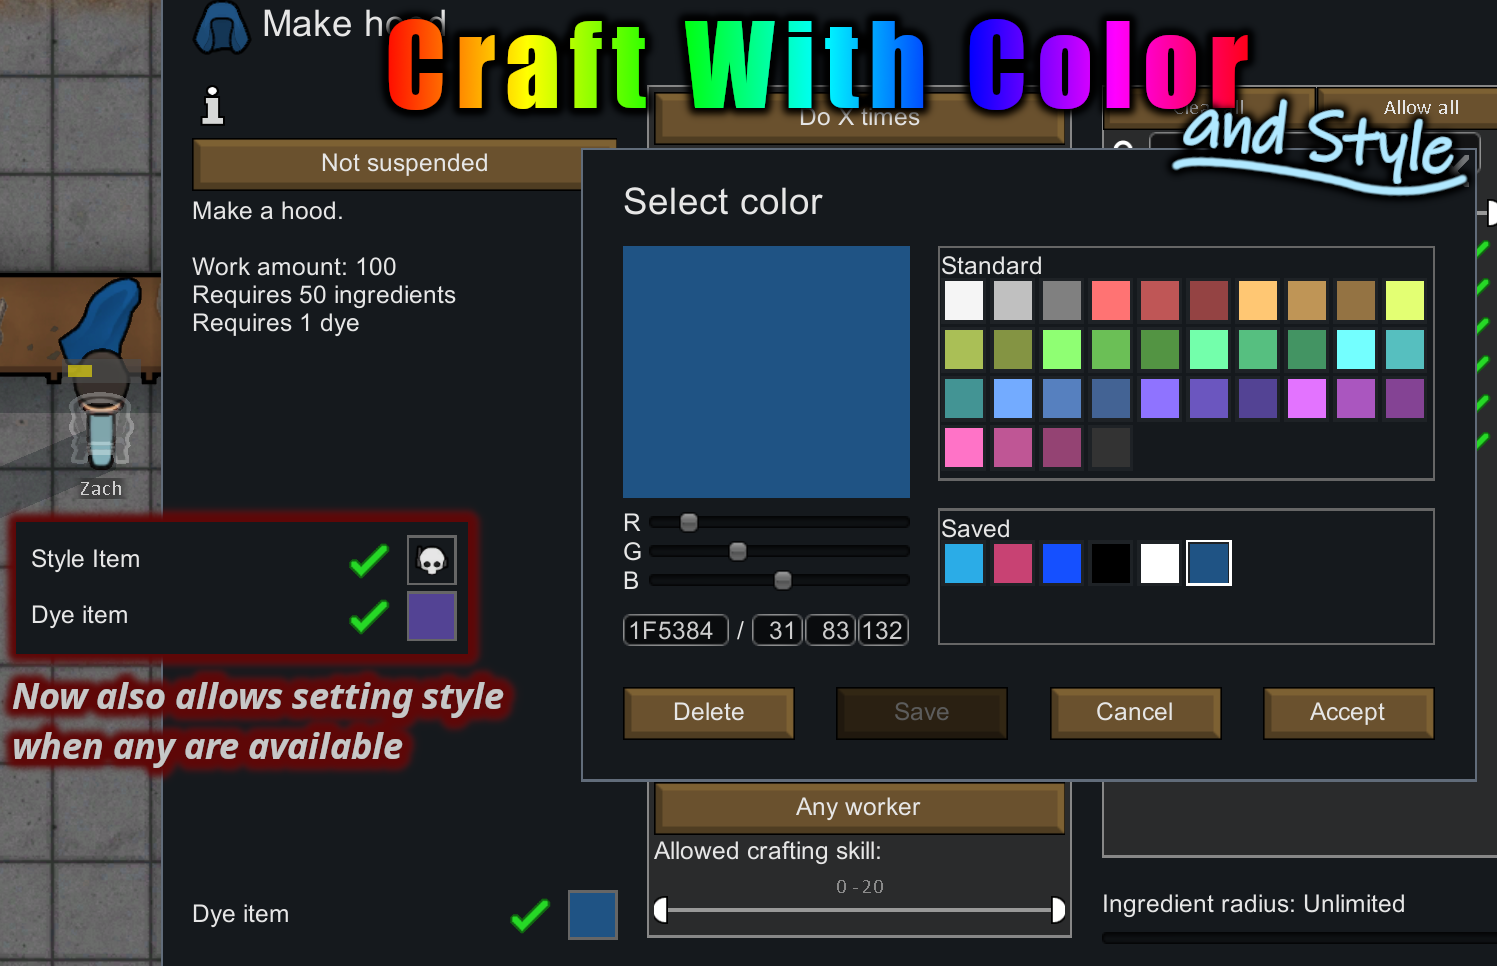 Make hood
Craft With Color
and Style
Do X times
Clear all
Allow all
Not suspended
Make a hood.
Work amount: 100
Requires 50 ingredients
Requires 1 dye
Select color
Standard
Saved
R
G
B
1F5384 / 31 83 132
Delete
Save
Cancel
Accept
Zach
Style Item
Dye item
Now also allows setting style
when any are available
Any worker
Allowed crafting skill:
0 - 20
Dye item
Ingredient radius: Unlimited